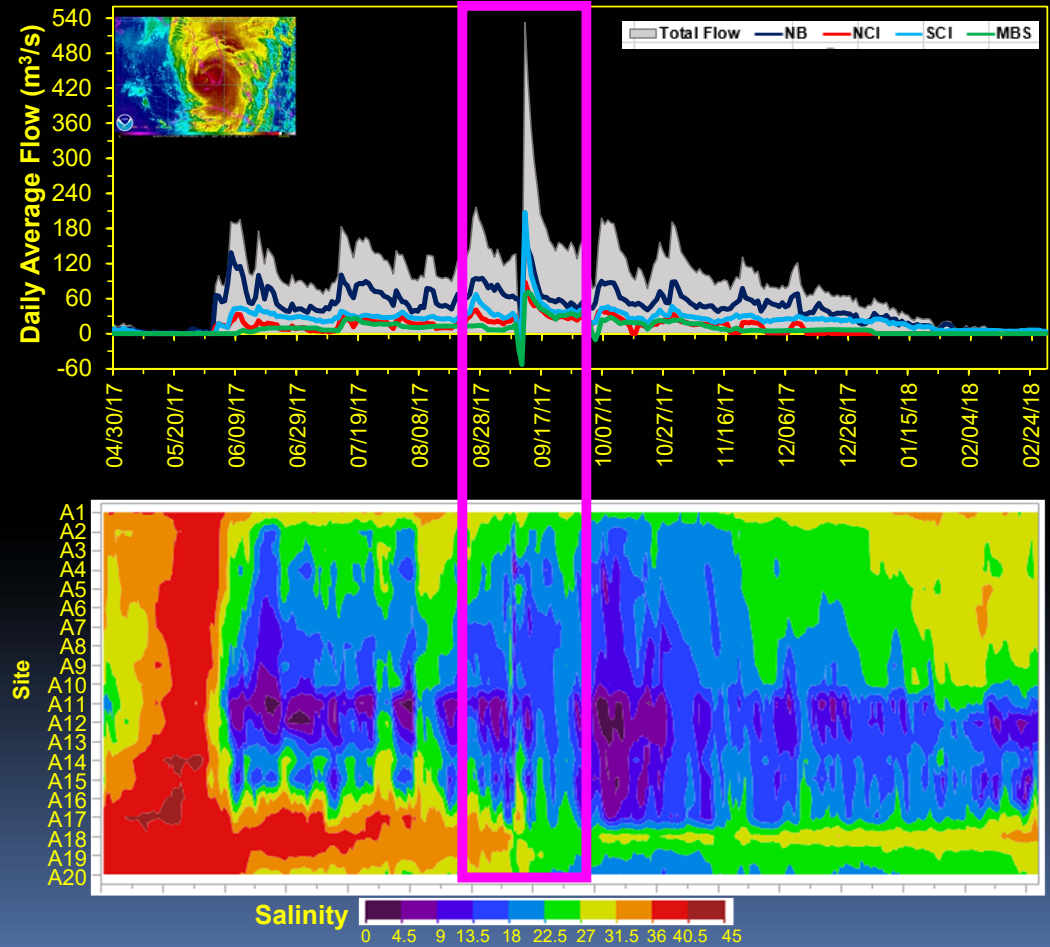 Total Flow NB NCI SCI MBS
Daily Average Flow (m³/s)
540
480
420
360
300
240
180
120
60
0
-60
04/30/17
05/20/17
06/09/17
06/29/17
07/19/17
08/08/17
08/28/17
09/17/17
10/07/17
10/27/17
11/16/17
12/06/17
12/26/17
01/15/18
02/04/18
02/24/18
Site
A1
A2
A3
A4
A5
A6
A7
A8
A9
A10
A11
A12
A13
A14
A15
A16
A17
A18
A19
A20
Salinity
0 4.5 9 13.5 18 22.5 27 31.5 36 40.5 45